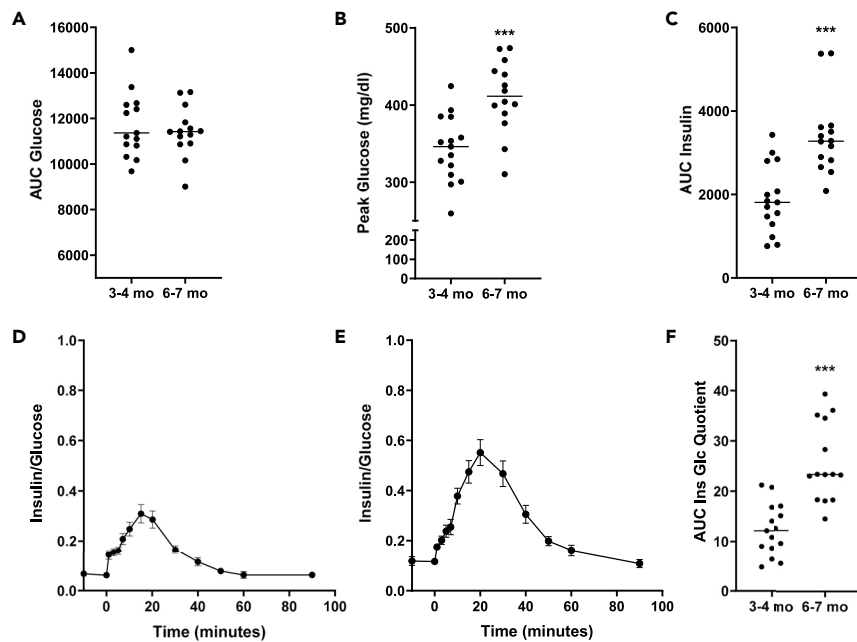 A
AUC Glucose
16000
14000
12000
10000
8000
6000
3-4 mo 6-7 mo
B
Peak Glucose (mg/dl)
500
400
300
200
100
0
***
3-4 mo 6-7 mo
C
AUC Insulin
6000
4000
2000
0
***
3-4 mo 6-7 mo
D
Insulin/Glucose
1.0
0.8
0.6
0.4
0.2
0.0
0 20 40 60 80 100
Time (minutes)
E
Insulin/Glucose
1.0
0.8
0.6
0.4
0.2
0.0
0 20 40 60 80 100
Time (minutes)
F
AUC Ins Glc Quotient
50
40
30
20
10
0
***
3-4 mo 6-7 mo